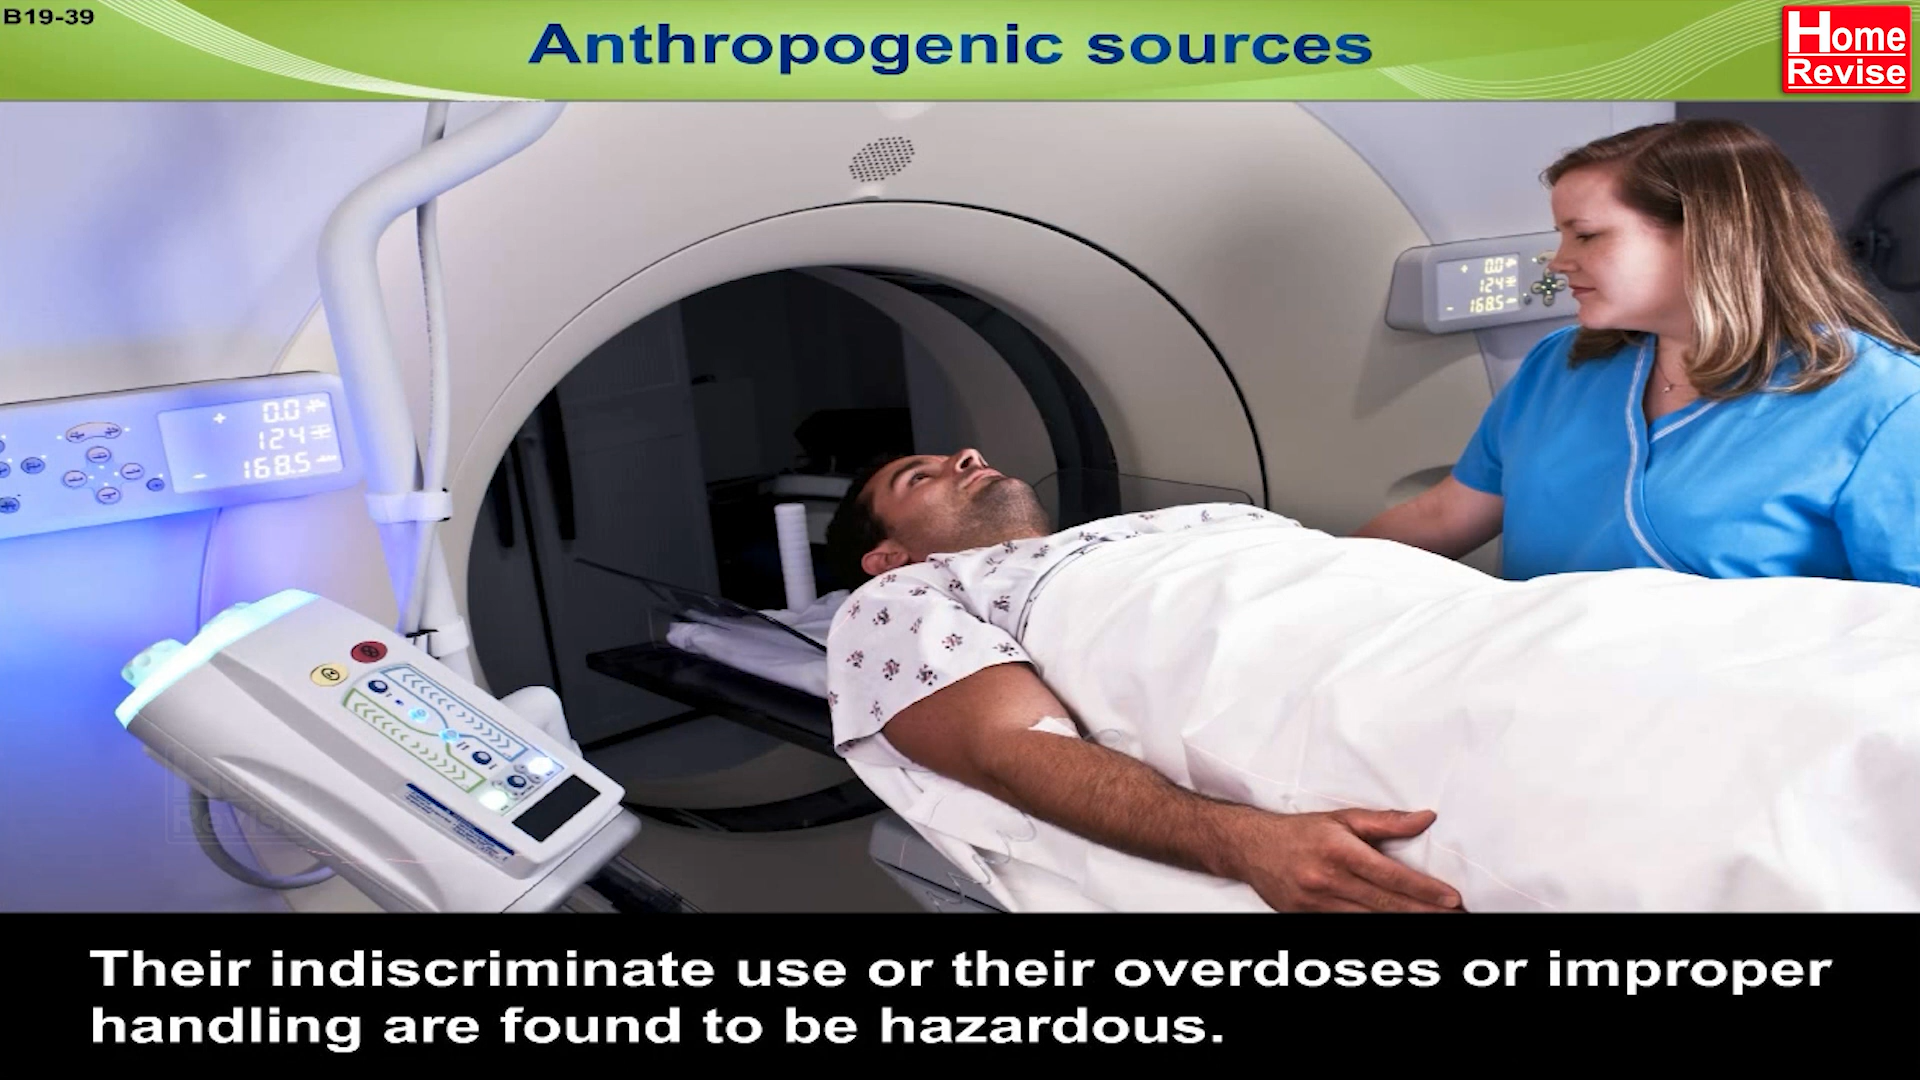 B19-39
Anthropogenic sources
Home
Revise
+ 0.0
124
- 168.5
+ 0.0
124
- 168.5
Revise
Their indiscriminate use or their overdoses or improper
handling are found to be hazardous.